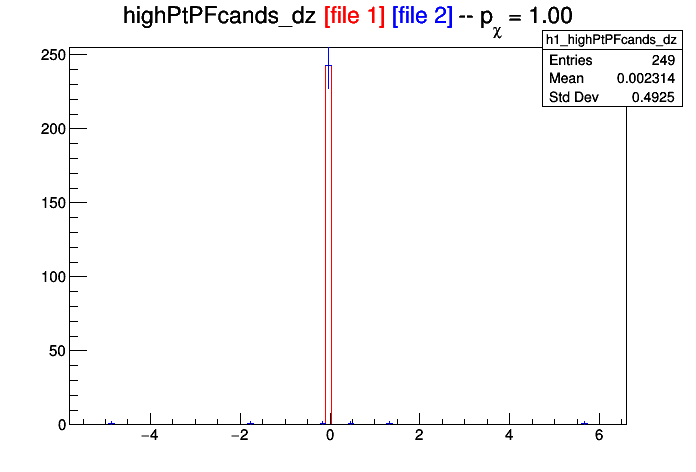 highPtPFcands_dz [file 1] [file 2] -- pχ = 1.00
h1_highPtPFcands_dz
Entries 249
Mean 0.002314
Std Dev 0.4925
250
200
150
100
50
0
−4 −2 0 2 4 6